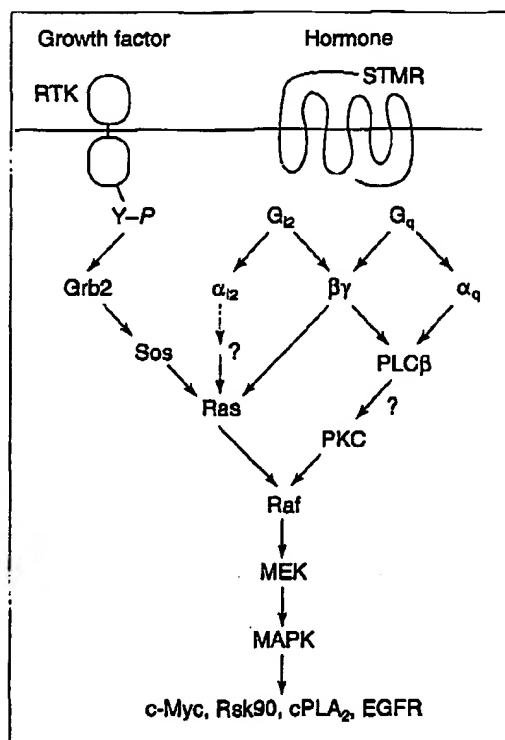 Growth factor Hormone
RTK STMR
Y–P
Gi2 Gq
Grb2 αi2 βγ αq
?
Sos PLCβ
Ras ?
PKC
Raf
MEK
MAPK
c-Myc, Rsk90, cPLA₂, EGFR